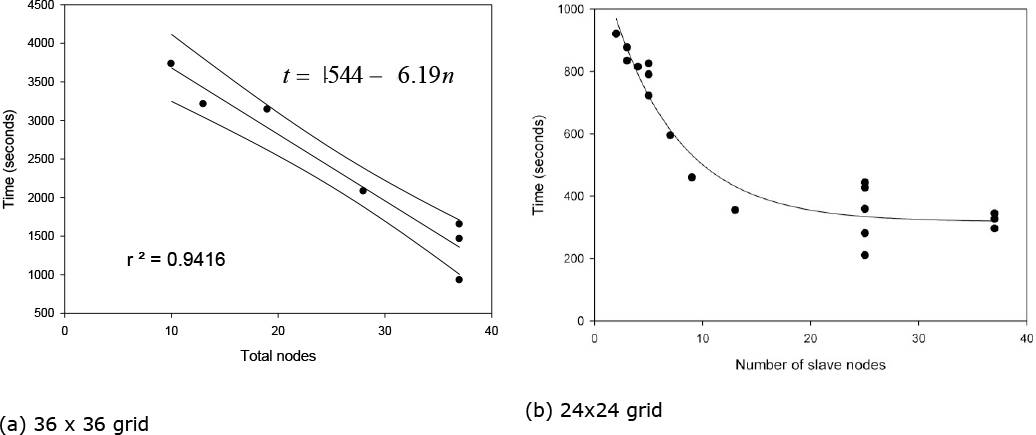 4500
4000
3500
3000
2500
2000
1500
1000
500
Time (seconds)
t = 4544 – 6.19n
r ² = 0.9416
0 10 20 30 40
Total nodes
(a) 36 x 36 grid
1000
800
600
400
200
0
Time (seconds)
0 10 20 30 40
Number of slave nodes
(b) 24x24 grid